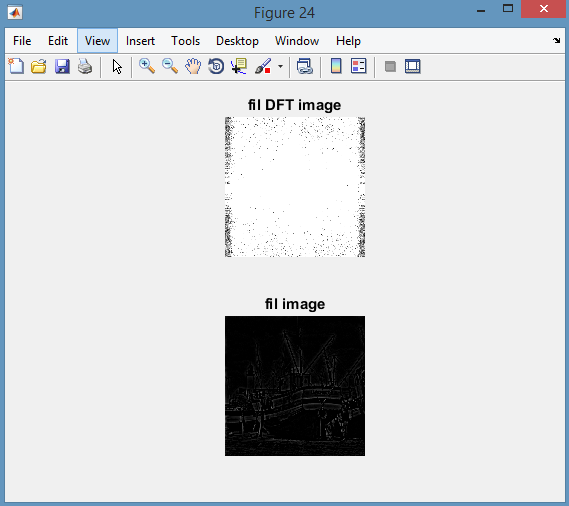 Figure 24
File Edit View Insert Tools Desktop Window Help
fil DFT image
fil image